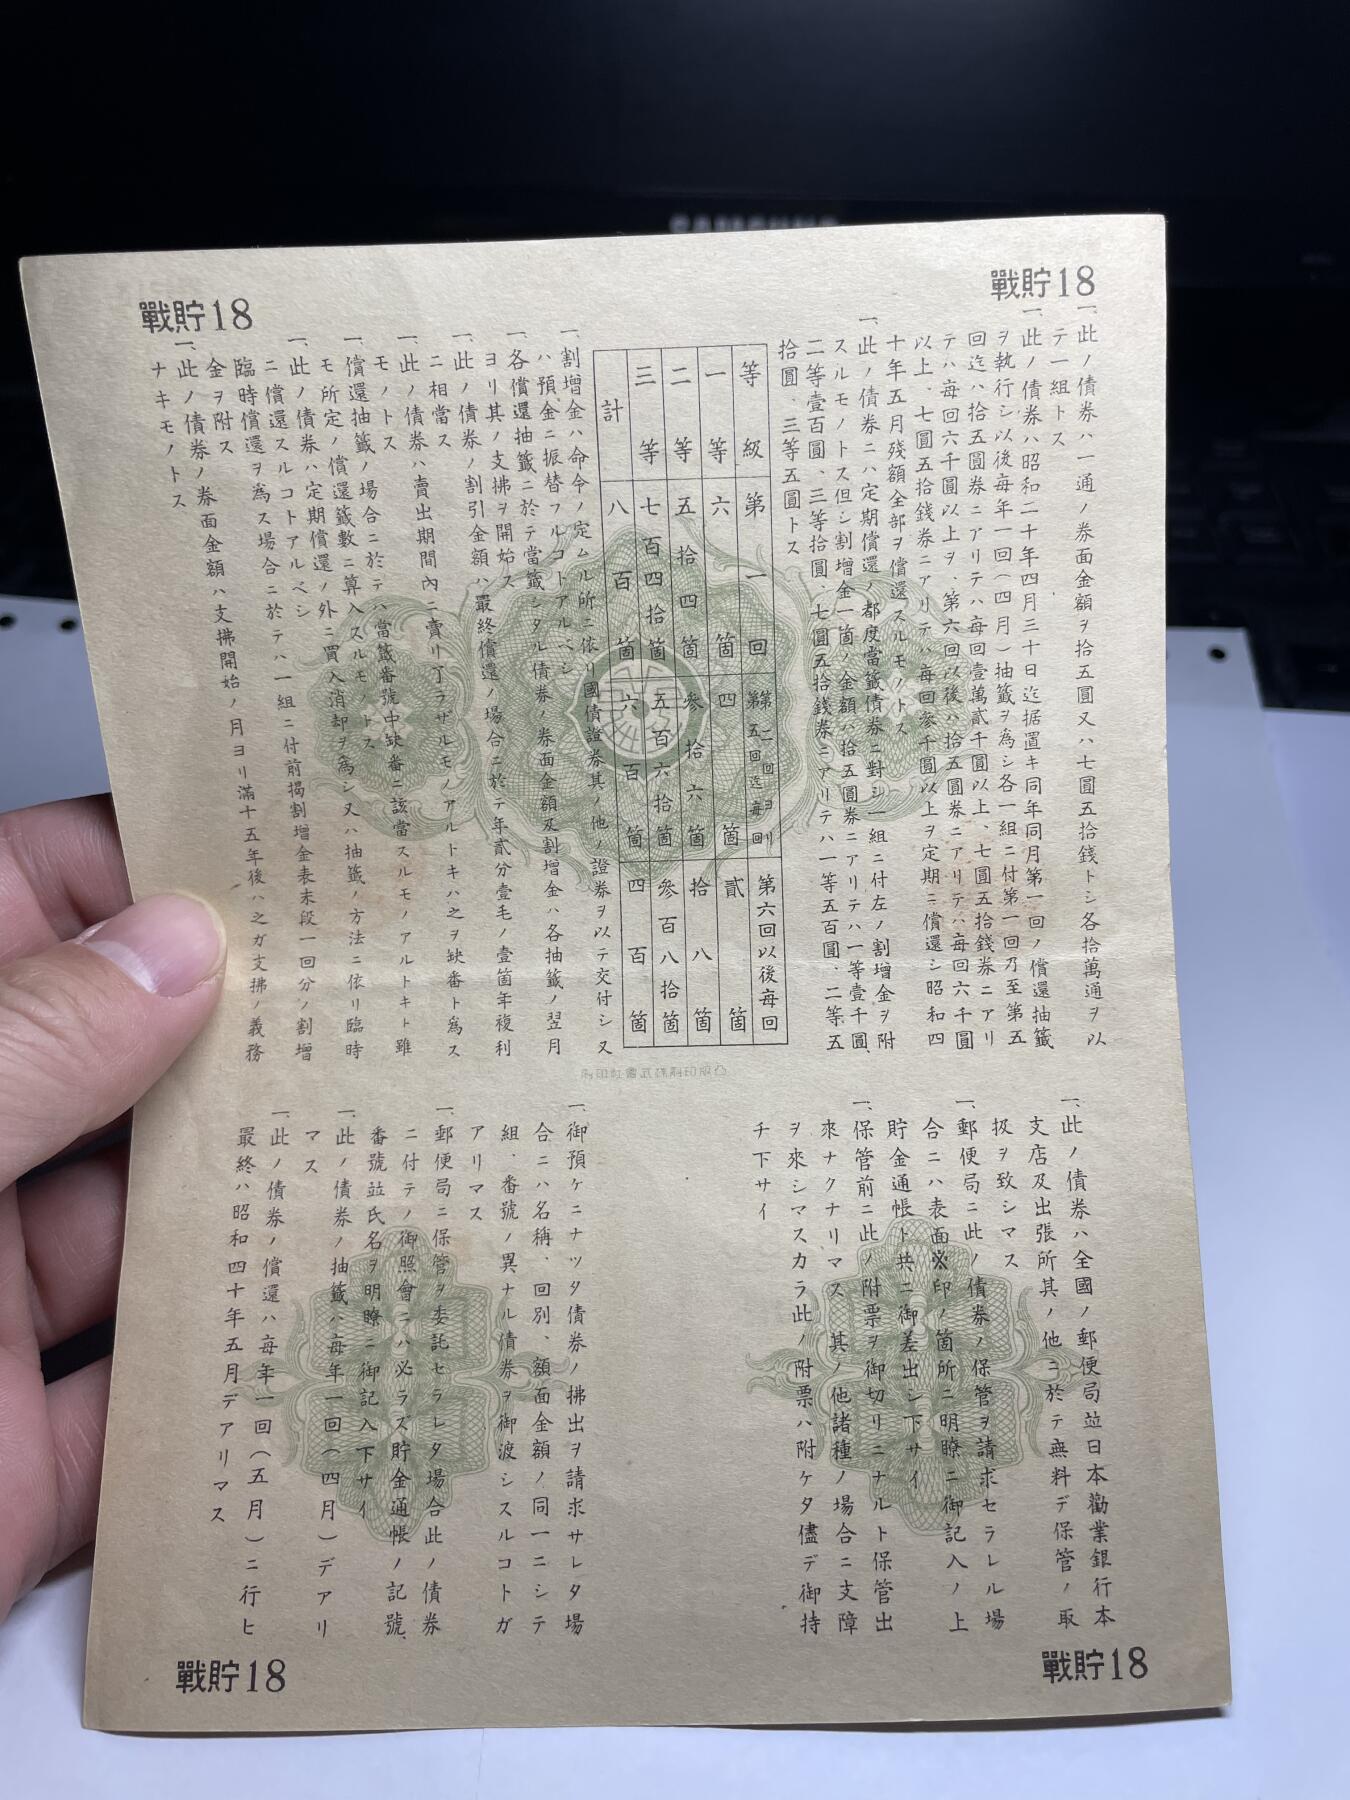 SAMSUNG
戰貯18
戰貯18
一、此ノ債券ハ一通ノ券面金額ヲ拾五圓又ハ七圓五拾錢トシ各拾萬通ヲ以
テ一組トス
一、此ノ債券ハ昭和二十年四月三十日迄据置キ同年同月第一回ノ償還抽籤
ヲ執行シ以後每年一回(四月)抽籤ヲ爲シ各一組ニ付第一回乃至第五
回迄ハ拾五圓券ニアリテハ每回壹萬貳千圓以上、七圓五拾錢券ニアリ
テハ每回六千圓以上ヲ、第六回以後ハ拾五圓券ニアリテハ每回六千圓
以上、七圓五拾錢券ニアリテハ每回參千圓以上ヲ定期ニ償還シ昭和四
十年五月殘額全部ヲ償還スルモノトス
一、此ノ債券ニハ定期償還ノ都度當籤債券ニ對シ一組ニ付左ノ割增金ヲ附
スルモノトス但シ割增金一箇ノ金額ハ拾五圓券ニアリテハ一等壹千圓、
二等壹百圓、三等拾圓、七圓五拾錢券ニアリテハ一等五百圓、二等五
拾圓、三等五圓トス
等級 第一回 第二回ヨリ第五回迄每回 第六回以後每回
一等 六箇 四箇 貳箇
二等 五拾四箇 參拾六箇 拾八箇
三等 七百四拾箇 五百六拾箇 參百八拾箇
計 八百箇 六百箇 四百箇
一、割增金ハ命令ノ定ムル所ニ依リ國債證券其ノ他ノ證券ヲ以テ交付シ又
ハ預金ニ振替フルコトアルベシ
一、各償還抽籤ニ於テ當籤シタル債券ノ券面金額及割增金ハ各抽籤ノ翌月
ヨリ其ノ支拂ヲ開始ス
一、此ノ債券ノ割引金額ハ最終償還ノ場合ニ於テ年貳分壹毛ノ壹箇年複利
ニ相當ス
一、此ノ債券ハ賣出期間內ニ賣リ了ラザルモノアルトキハ之ヲ缺番ト爲ス
モノトス
一、償還抽籤ノ場合ニ於テハ當籤番號中缺番ニ該當スルモノアルトキト雖
モ所定ノ償還籤數ニ算入スルモノトス
一、此ノ債券ハ定期償還ノ外ニ買入消却ヲ爲シ又ハ抽籤ノ方法ニ依リ臨時
ニ償還スルコトアルベシ
臨時償還ヲ爲ス場合ニ於テハ一組ニ付前揭割增金表末段一回分ノ割增
金ヲ附ス
一、此ノ債券ノ券面金額ハ支拂開始ノ月ヨリ滿十五年後ハ之ガ支拂ノ義務
ナキモノトス
凸版印刷株式會社印刷
一、此ノ債券ハ全國ノ郵便局竝日本勸業銀行本
支店及出張所其ノ他ニ於テ無料デ保管ノ取
扱ヲ致シマス
一、郵便局ニ此ノ債券ノ保管ヲ請求セラレル場
合ニハ表面※印ノ箇所ニ明瞭ニ御記入ノ上
貯金通帳ト共ニ御差出シ下サイ
一、保管前ニ此ノ附票ヲ御切リニナルト保管出
來ナクナリマス 其ノ他諸種ノ場合ニ支障
ヲ來シマスカラ此ノ附票ハ附ケタ儘デ御持
チ下サイ
一、御預ケニナツタ債券ノ拂出ヲ請求サレタ場
合ニハ名稱、回別、額面金額ノ同一ニシテ
組、番號ノ異ナル債券ヲ御渡シスルコトガ
アリマス
一、郵便局ニ保管ヲ委託セラレタ場合此ノ債券
ニ付テノ御照會ニハ必ラズ貯金通帳ノ記號、
番號竝氏名ヲ明瞭ニ御記入下サイ
一、此ノ債券ノ抽籤ハ每年一回(四月)デアリ
マス
一、此ノ債券ノ償還ハ每年一回(五月)ニ行ヒ
最終ハ昭和四十年五月デアリマス
戰貯18
戰貯18